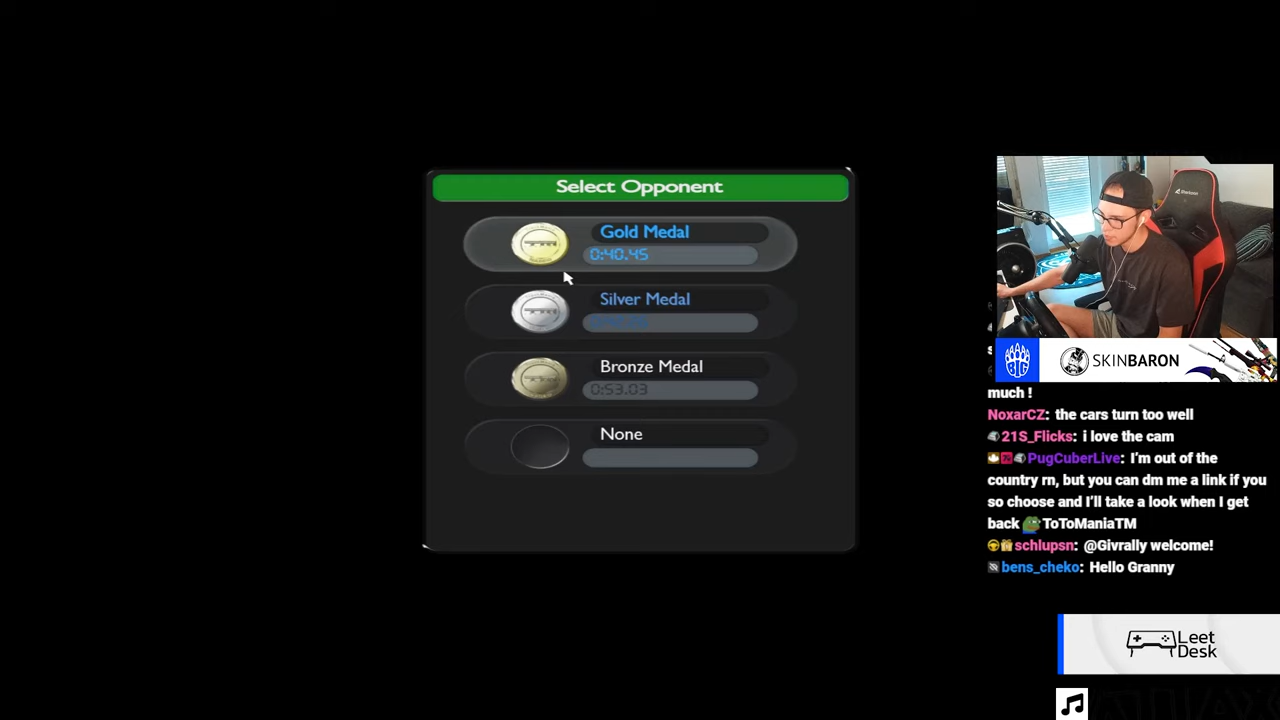 Select Opponent
Gold Medal
0:40.45
Silver Medal
Bronze Medal
0:53.03
None
SKINBARON
much !
NoxarCZ: the cars turn too well
21S_Flicks: i love the cam
PugCuberLive: I'm out of the
country rn, but you can dm me a link if you
so choose and I'll take a look when I get
back ToToManiaTM
schlupsn: @Givrally welcome!
bens_cheko: Hello Granny
Leet
Desk